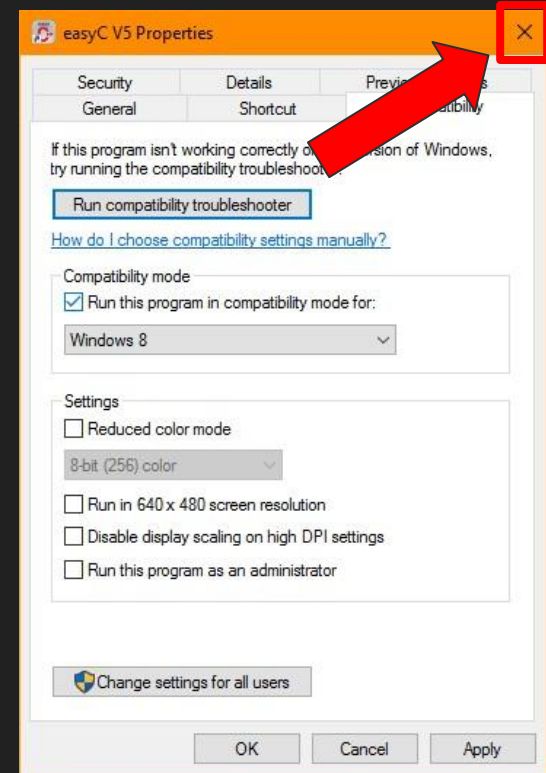 easyC V5 Properties
Security Details
General Shortcut
If this program isn't working correctly of Windows,
try running the compatibility
Run compatibility troubleshooter
How do I choose compatibility settings manually?
Compatibility mode
Run this program in compatibility mode for:
Windows 8
Settings
Reduced color mode
8-bit (256) color
Run in 640 x 480 screen resolution
Disable display scaling on high DPI settings
Run this program as an administrator
Change settings for all users
OK Cancel Apply